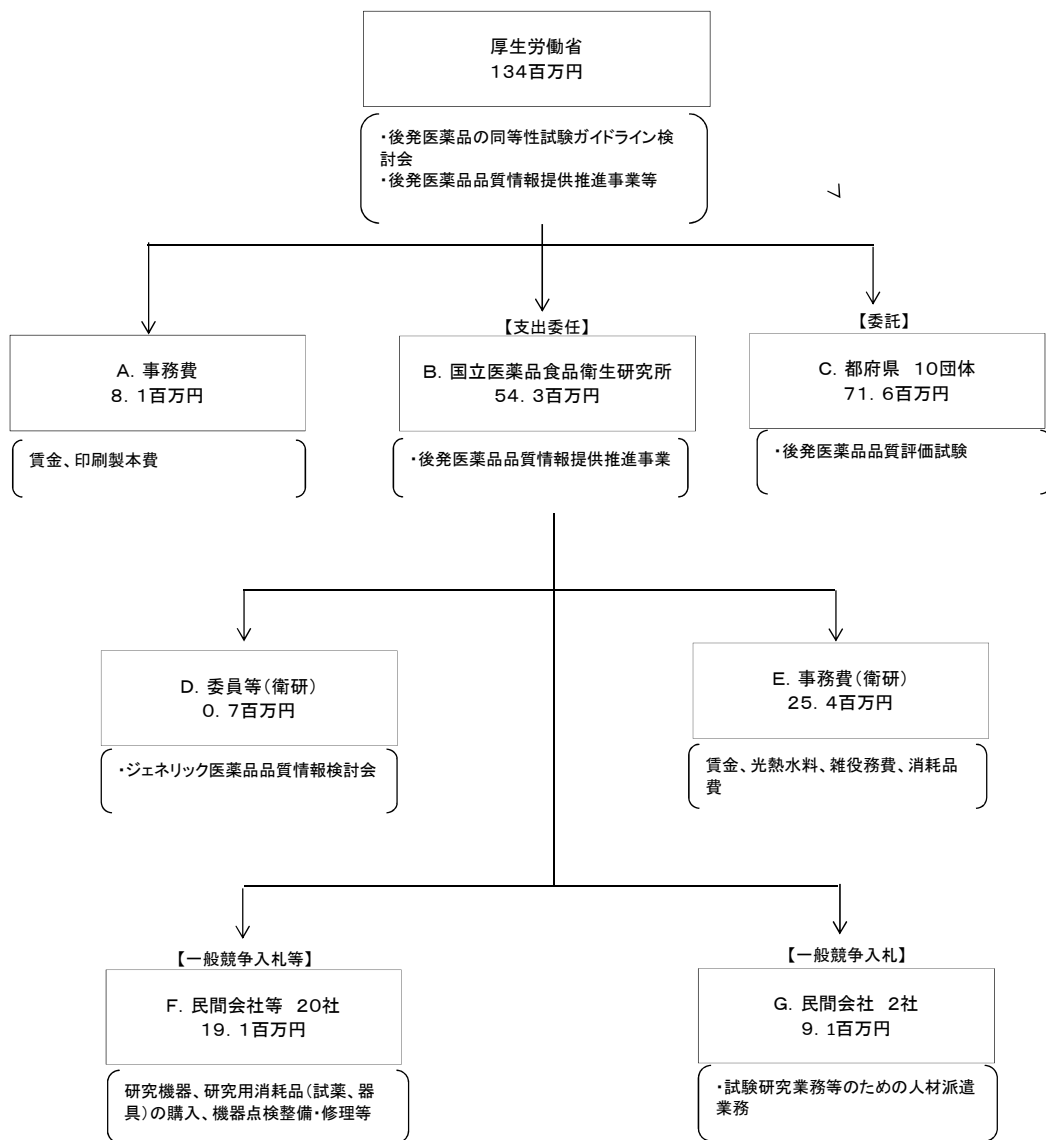 厚生労働省
134百万円
・後発医薬品の同等性試験ガイドライン検
討会
・後発医薬品品質情報提供推進事業等
【支出委任】
【委託】
A. 事務費
8. 1百万円
B. 国立医薬品食品衛生研究所
54. 3百万円
C. 都府県 10団体
71. 6百万円
賃金、印刷製本費
・後発医薬品品質情報提供推進事業
・後発医薬品品質評価試験
D. 委員等(衛研)
0. 7百万円
E. 事務費(衛研)
25. 4百万円
・ジェネリック医薬品品質情報検討会
賃金、光熱水料、雑役務費、消耗品
費
【一般競争入札等】
【一般競争入札】
F. 民間会社等 20社
19. 1百万円
G. 民間会社 2社
9. 1百万円
研究機器、研究用消耗品(試薬、器
具)の購入、機器点検整備・修理等
・試験研究業務等のための人材派遣
業務